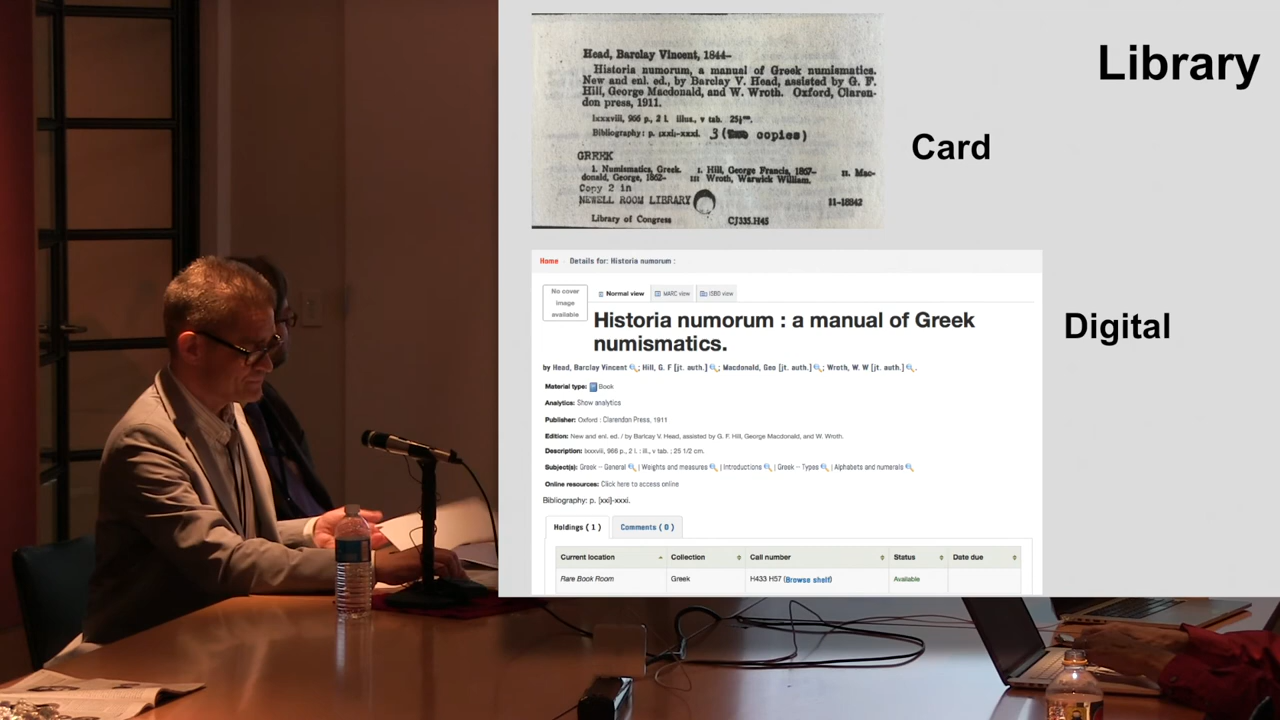 Library
Card
Head, Barclay Vincent, 1844–
Historia numorum, a manual of Greek numismatics.
New and enl. ed., by Barclay V. Head, assisted by G. F.
Hill, George Macdonald, and W. Wroth. Oxford, Claren-
don press, 1911.
lxxxviii, 966 p., 2 l. illus., v tab. 25½ᶜᵐ.
Bibliography: p. [xxi]-xxxi. 3 ( copies)
GREEK
1. Numismatics, Greek. I. Hill, George Francis, 1867– II. Mac-
donald, George, 1862– III Wroth, Warwick William.
Copy 2 in
NEWELL ROOM LIBRARY 11-18842
Library of Congress CJ335.H45
Digital
Home Details for: Historia numorum :
No cover
image
available
Normal view MARC view ISBD view
Historia numorum : a manual of Greek
numismatics.
by Head, Barclay Vincent ; Hill, G. F [jt. auth.] ; Macdonald, Geo [jt. auth.] ; Wroth, W. W [jt. auth.] .
Material type: Book
Analytics: Show analytics
Publisher: Oxford : Clarendon Press, 1911
Edition: New and enl. ed. / by Barlcay V. Head, assisted by G. F. Hill, George Macdonald, and W. Wroth.
Description: lxxxviii, 966 p., 2 l. : ill., v tab. ; 25 1/2 cm.
Subject(s): Greek -- General | Weights and measures | Introductions | Greek -- Types | Alphabets and numerals
Online resources: Click here to access online
Bibliography: p. [xxi]-xxxi.
Holdings ( 1 ) Comments ( 0 )
Current location Collection Call number Status Date due
Rare Book Room Greek H433 H57 (Browse shelf) Available